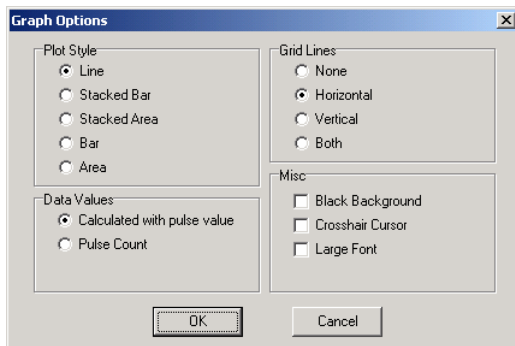 Graph Options
Plot Style
Line
Stacked Bar
Stacked Area
Bar
Area
Data Values
Calculated with pulse value
Pulse Count
Grid Lines
None
Horizontal
Vertical
Both
Misc
Black Background
Crosshair Cursor
Large Font
OK
Cancel